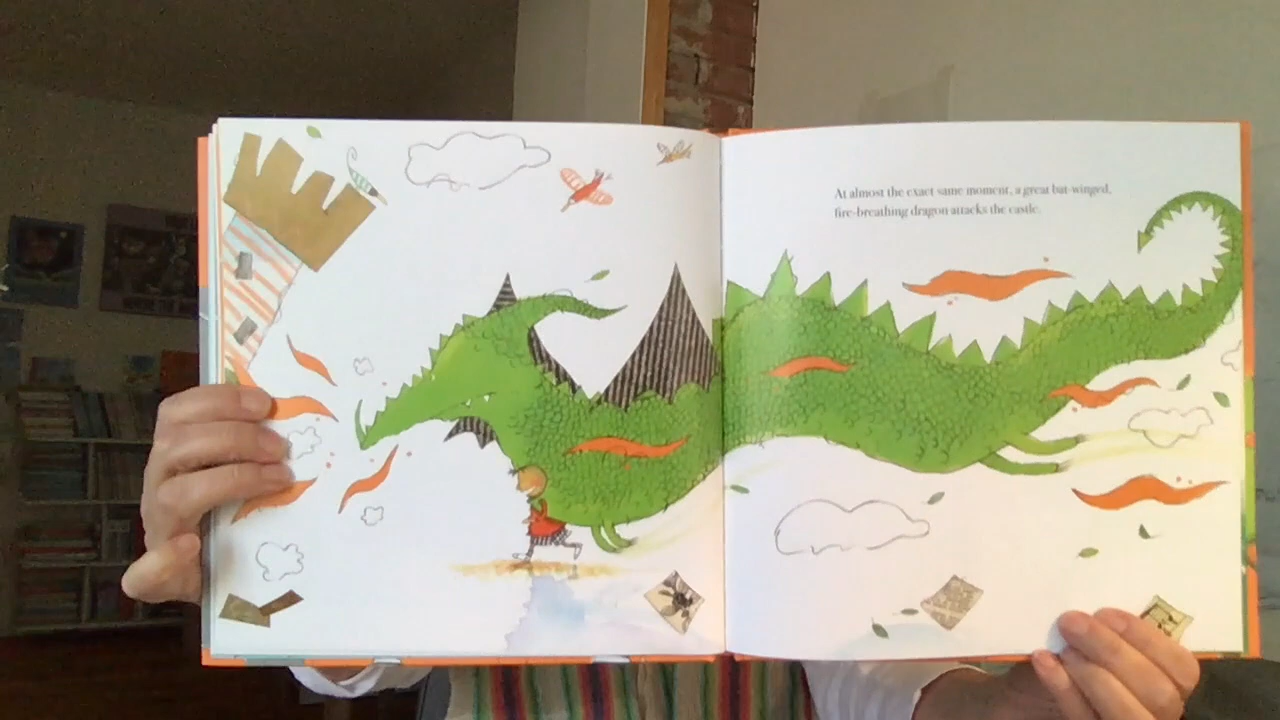 At almost the exact same moment, a great bat-winged,
fire-breathing dragon attacks the castle.